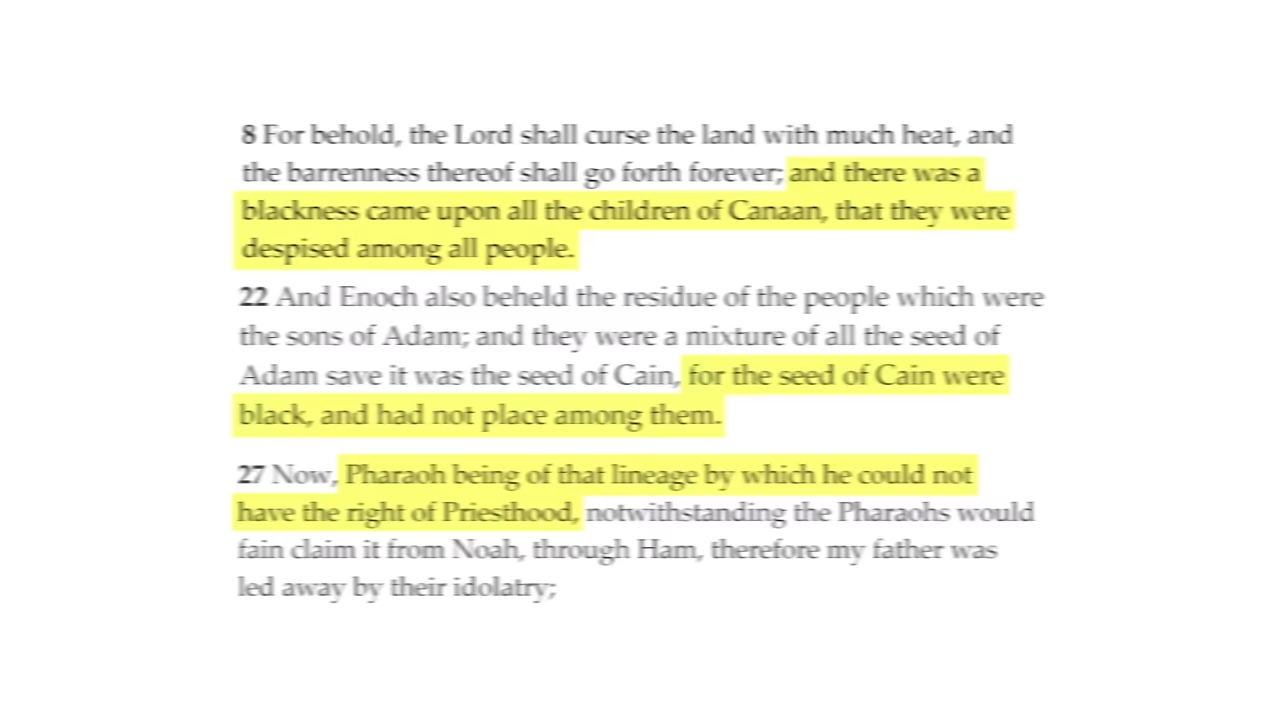 8 For behold, the Lord shall curse the land with much heat, and
the barrenness thereof shall go forth forever; and there was a
blackness came upon all the children of Canaan, that they were
despised among all people.
22 And Enoch also beheld the residue of the people which were
the sons of Adam; and they were a mixture of all the seed of
Adam save it was the seed of Cain, for the seed of Cain were
black, and had not place among them.
27 Now, Pharaoh being of that lineage by which he could not
have the right of Priesthood, notwithstanding the Pharaohs would
fain claim it from Noah, through Ham, therefore my father was
led away by their idolatry;